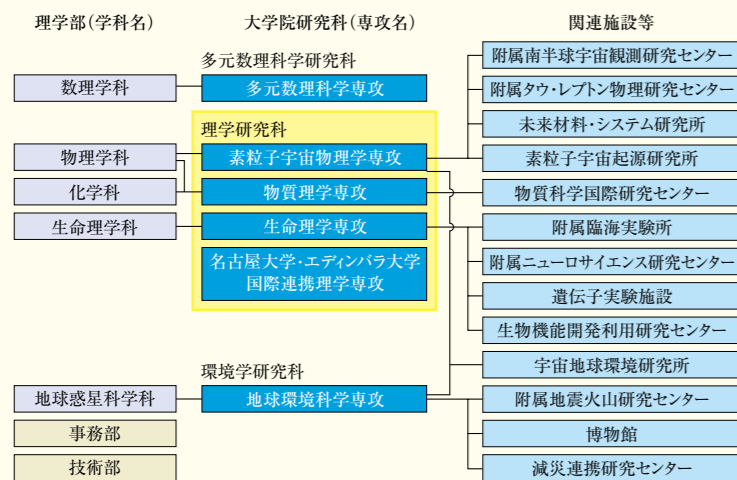 理学部(学科名)
大学院研究科(専攻名)
関連施設等
多元数理科学研究科
附属南半球宇宙観測研究センター
数理学科
多元数理科学専攻
附属タウ・レプトン物理研究センター
理学研究科
未来材料・システム研究所
物理学科
素粒子宇宙物理学専攻
素粒子宇宙起源研究所
化学科
物質理学専攻
物質科学国際研究センター
生命理学科
生命理学専攻
附属臨海実験所
名古屋大学・エディンバラ大学
国際連携理学専攻
附属ニューロサイエンス研究センター
遺伝子実験施設
生物機能開発利用研究センター
環境学研究科
宇宙地球環境研究所
地球惑星科学科
地球環境科学専攻
附属地震火山研究センター
事務部
博物館
技術部
減災連携研究センター